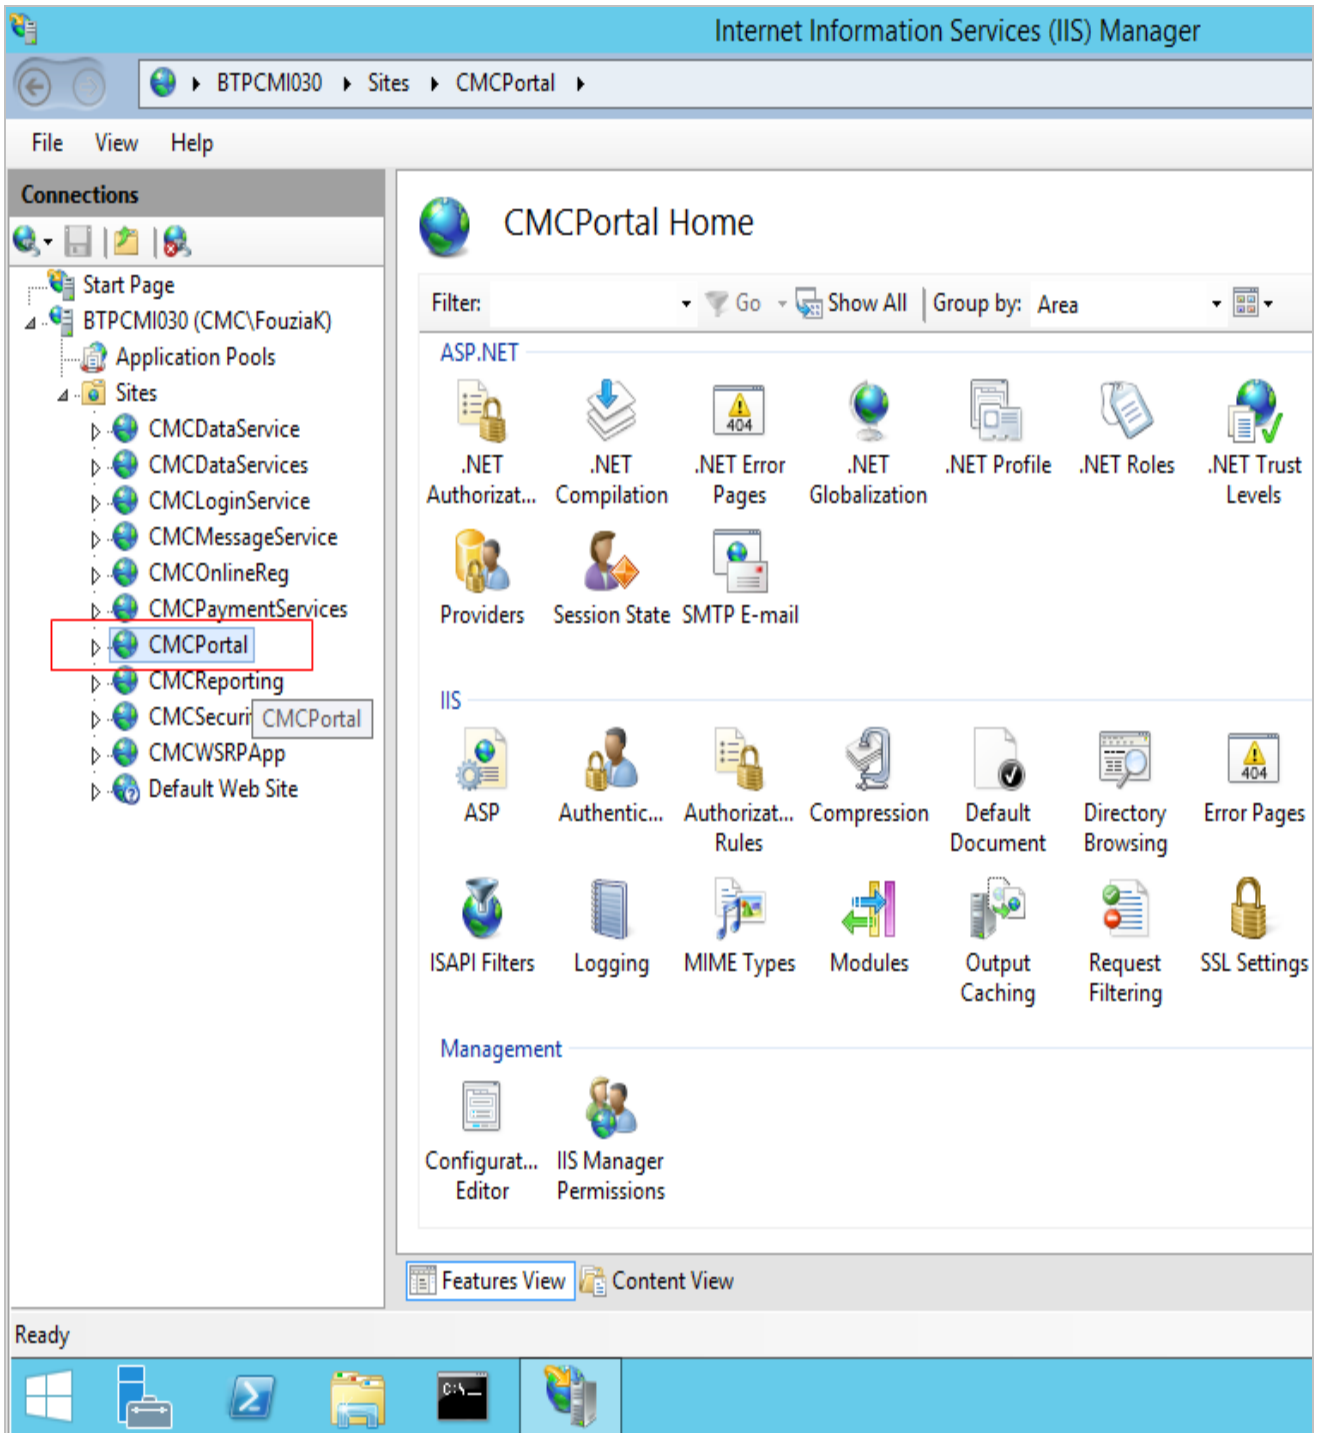 Internet Information Services (IIS) Manager
BTPCMI030 Sites CMCPortal
File View Help
Connections
Start Page
BTPCMI030 (CMC\FouziaK)
Application Pools
Sites
CMCDataService
CMCDataServices
CMCLoginService
CMCMessageService
CMCOnlineReg
CMCPaymentServices
CMCPortal
CMCReporting
CMCSecuri
CMCPortal
CMCWSRPApp
Default Web Site
CMCPortal Home
Filter: Go Show All Group by: Area
ASP.NET
.NET Authorizat...
.NET Compilation
404
.NET Error Pages
.NET Globalization
.NET Profile
.NET Roles
.NET Trust Levels
Providers
Session State
SMTP E-mail
IIS
ASP
Authentic...
Authorizat... Rules
Compression
Default Document
Directory Browsing
404
Error Pages
ISAPI Filters
Logging
MIME Types
Modules
Output Caching
Request Filtering
SSL Settings
Management
Configurat... Editor
IIS Manager Permissions
Features View
Content View
Ready
C:\_